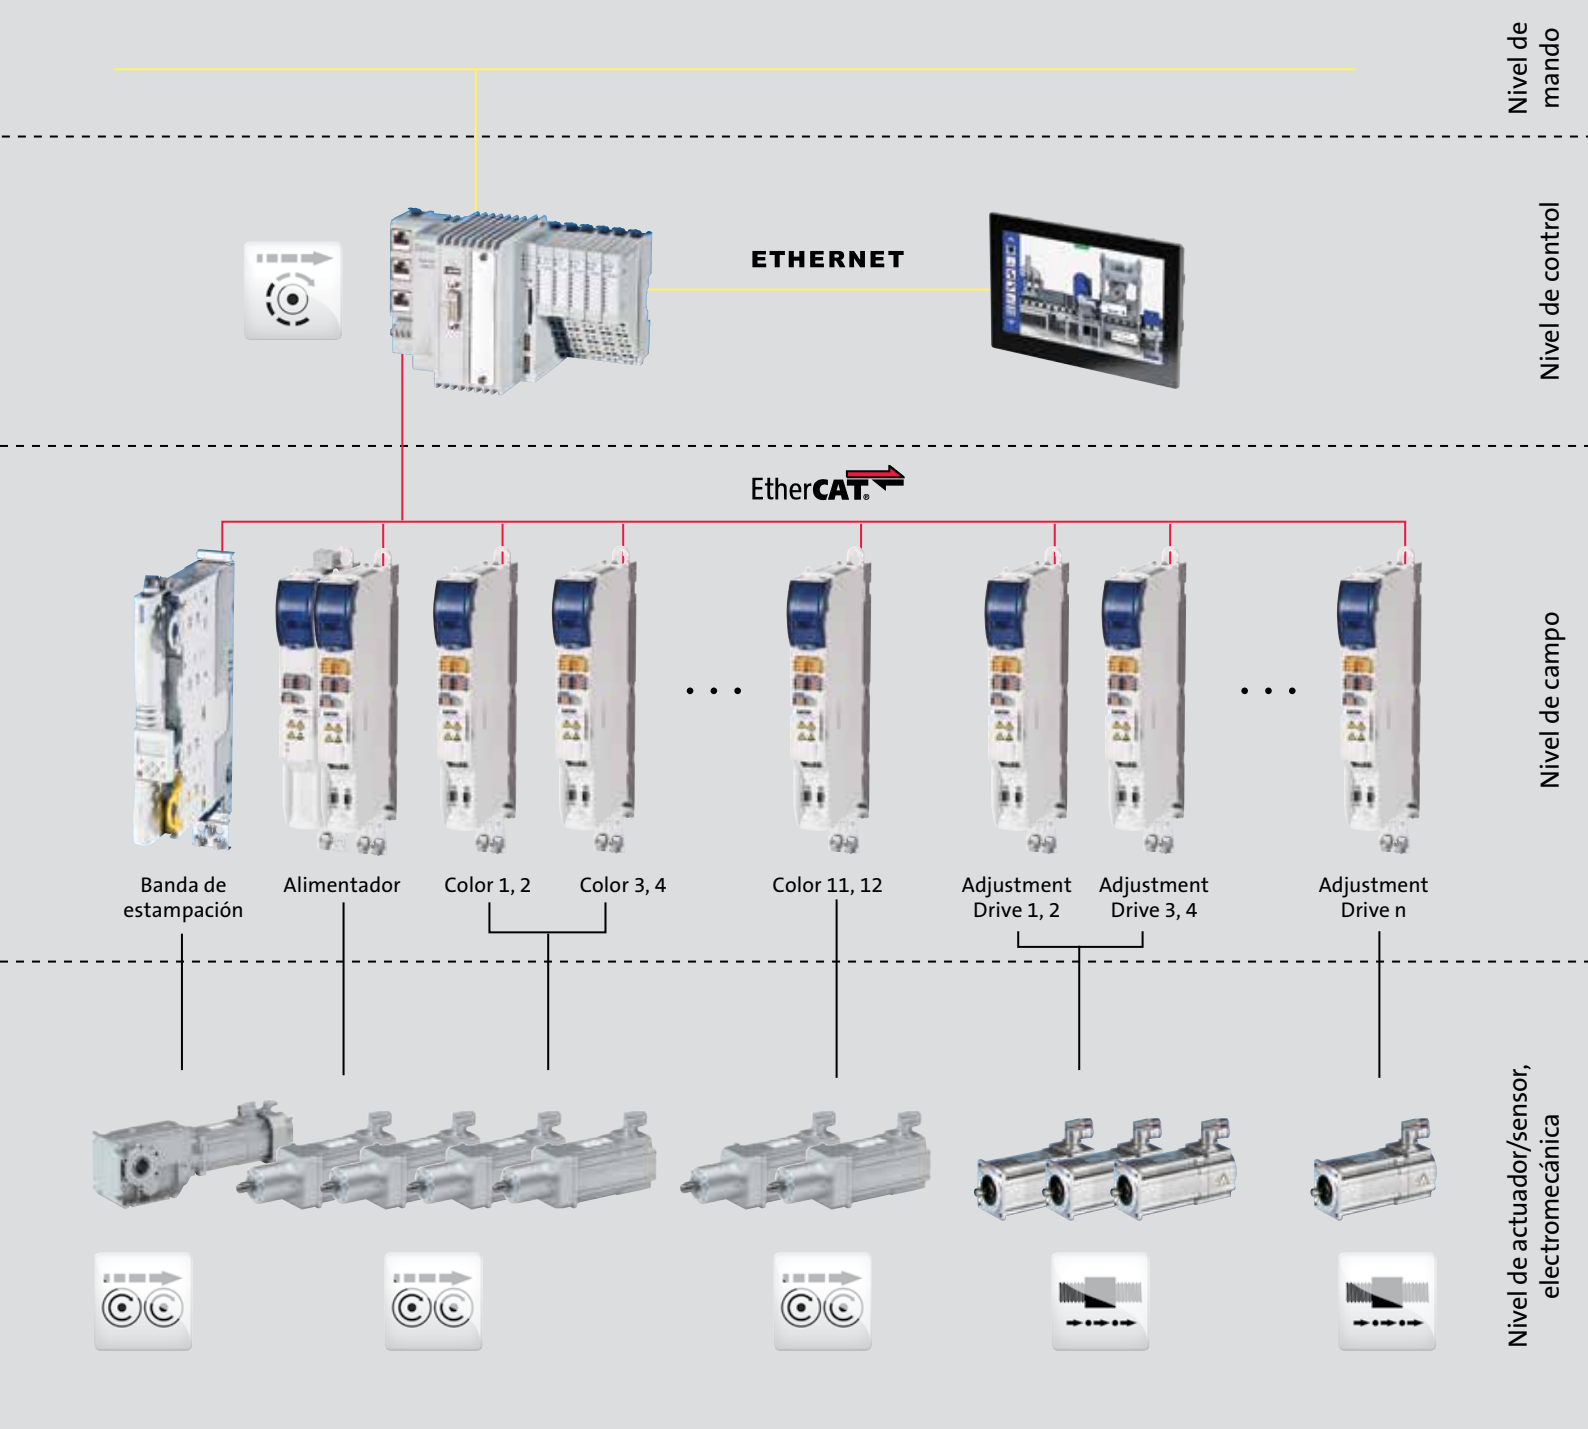 Nivel de
mando
ETHERNET
Nivel de control
EtherCAT®
Nivel de campo
Banda de
estampación
Alimentador
Color 1, 2
Color 3, 4
Color 11, 12
Adjustment
Drive 1, 2
Adjustment
Drive 3, 4
Adjustment
Drive n
Nivel de actuador/sensor,
electromecánica